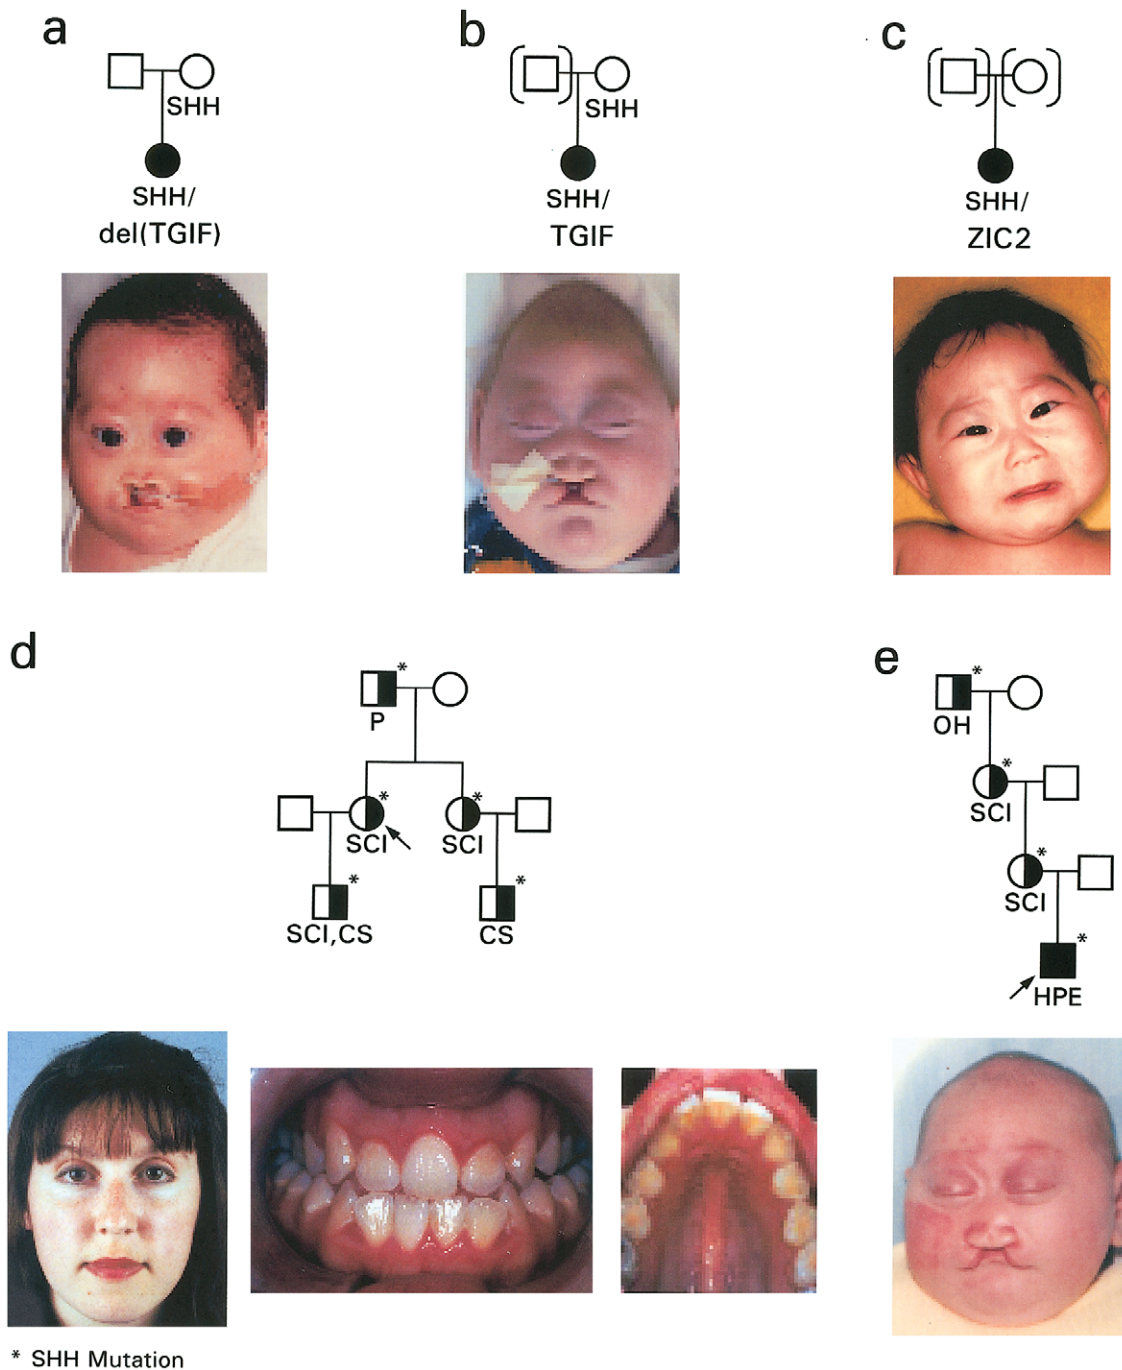 a
b
c
SHH
SHH
SHH/
del(TGIF)
SHH/
TGIF
SHH/
ZIC2
d
e
*
P
*
OH
*
SCI
*
SCI
*
SCI
*
SCI
*
SCI,CS
*
CS
*
HPE
* SHH Mutation